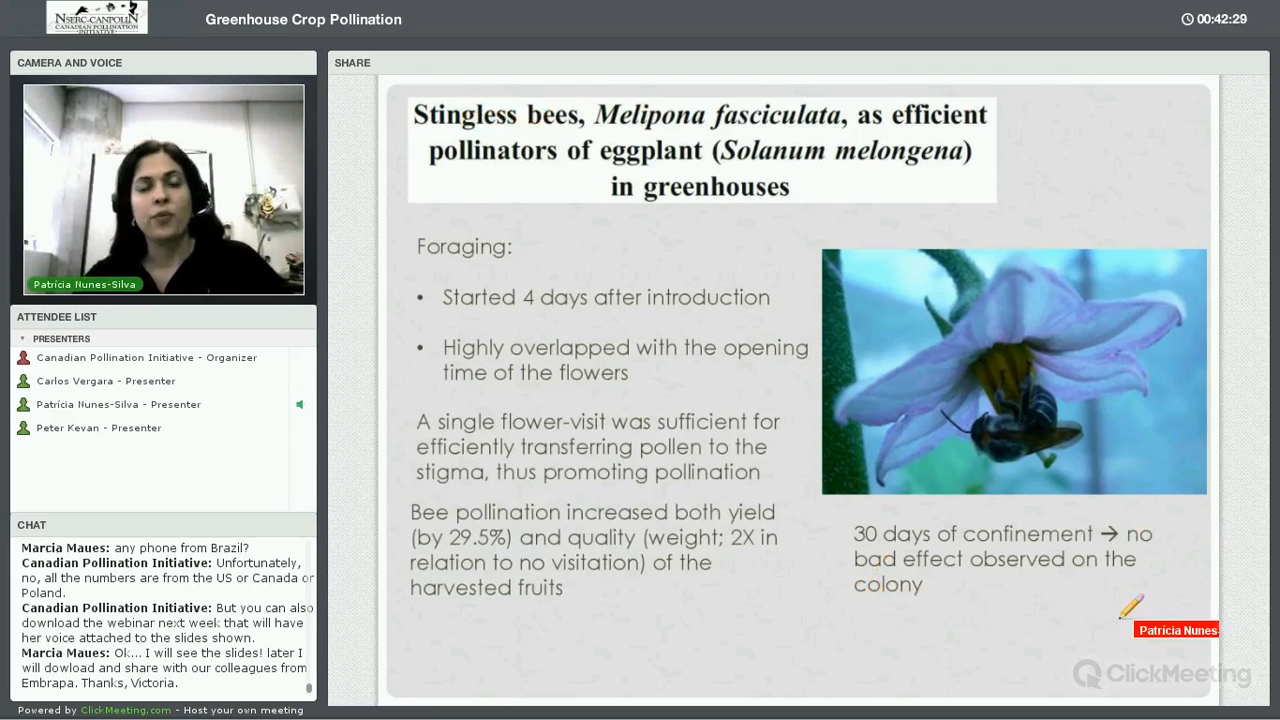 NSERC-CANPOLIN
CANADIAN POLLINATION
INITIATIVE
Greenhouse Crop Pollination
00:42:29
CAMERA AND VOICE
Patrícia Nunes-Silva
ATTENDEE LIST
PRESENTERS
Canadian Pollination Initiative - Organizer
Carlos Vergara - Presenter
Patrícia Nunes-Silva - Presenter
Peter Kevan - Presenter
CHAT
Marcia Maues: any phone from Brazil?
Canadian Pollination Initiative: Unfortunately,
no, all the numbers are from the US or Canada or
Poland.
Canadian Pollination Initiative: But you can also
download the webinar next week that will have
her voice attached to the slides shown.
Marcia Maues: Ok... I will see the slides! later I
will dowload and share with our colleagues from
Embrapa. Thanks, Victoria.
Powered by ClickMeeting.com - Host your own meeting
SHARE
Stingless bees, Melipona fasciculata, as efficient
pollinators of eggplant (Solanum melongena)
in greenhouses
Foraging:
• Started 4 days after introduction
• Highly overlapped with the opening
time of the flowers
A single flower-visit was sufficient for
efficiently transferring pollen to the
stigma, thus promoting pollination
Bee pollination increased both yield
(by 29.5%) and quality (weight; 2X in
relation to no visitation) of the
harvested fruits
30 days of confinement → no
bad effect observed on the
colony
Patrícia Nunes
ClickMeeting